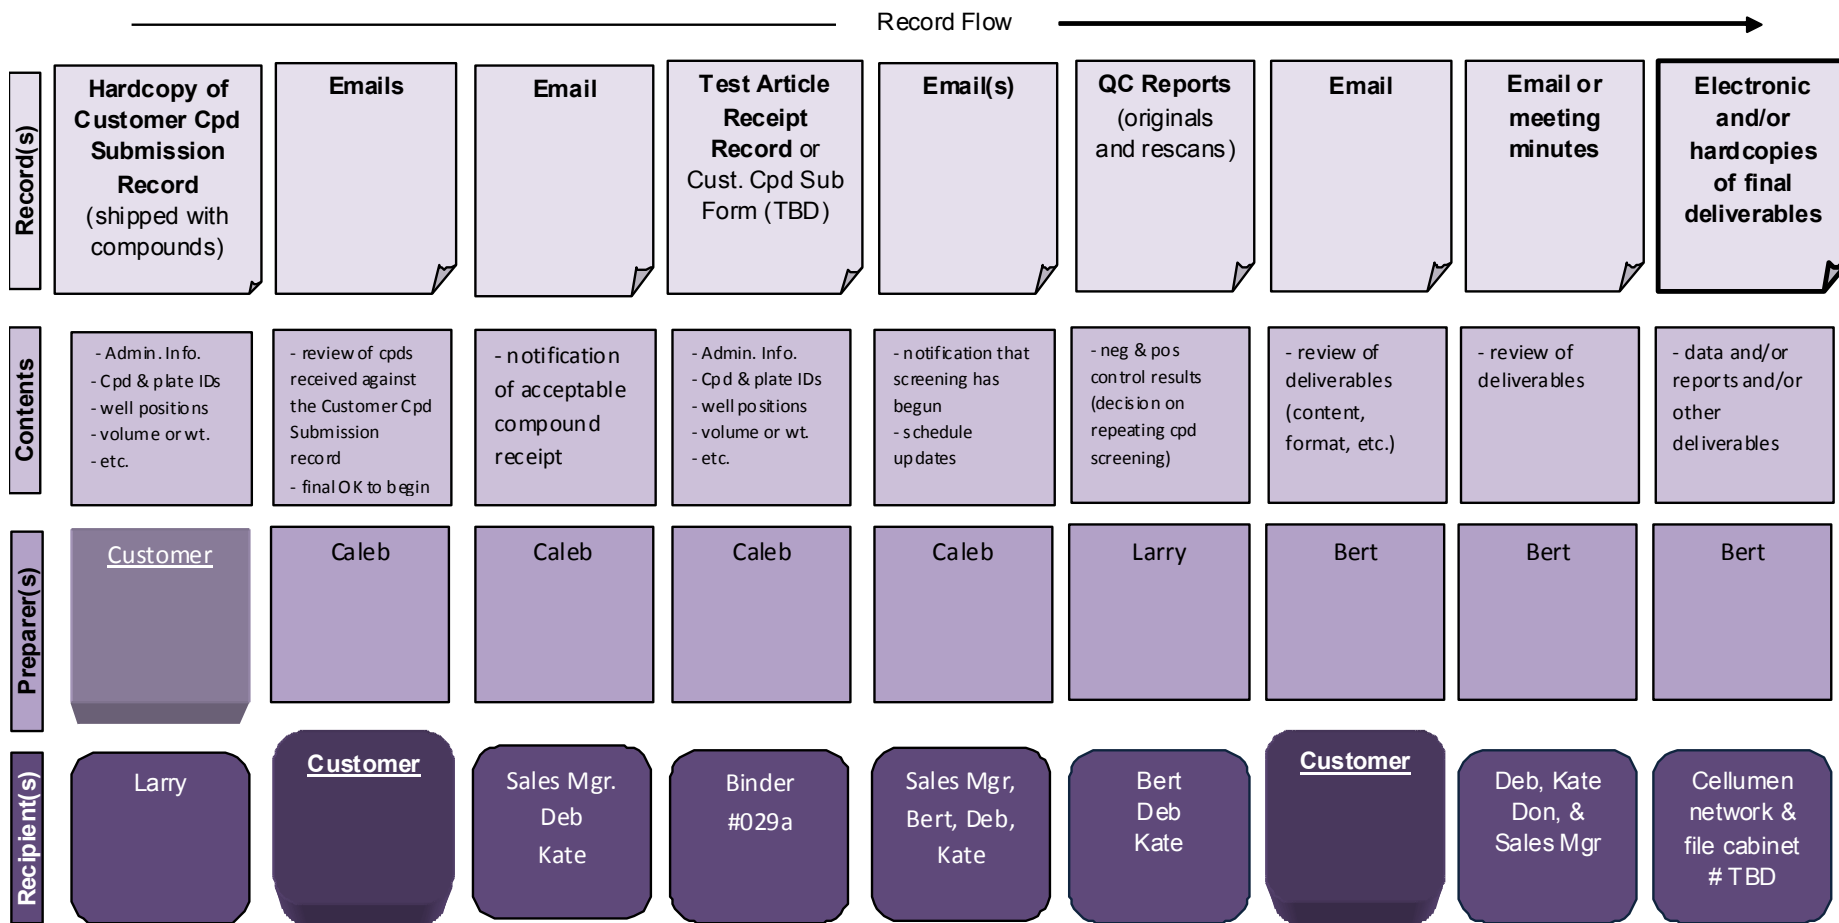 Record Flow
Record(s)
Hardcopy of
Customer Cpd
Submission
Record
(shipped with
compounds)
Emails
Email
Test Article
Receipt
Record or
Cust. Cpd Sub
Form (TBD)
Email(s)
QC Reports
(originals
and rescans)
Email
Email or
meeting
minutes
Electronic
and/or
hardcopies
of final
deliverables
Contents
- Admin. Info.
- Cpd & plate IDs
- well positions
- volume or wt.
- etc.
- review of cpds
received against
the Customer Cpd
Submission
record
- final OK to begin
- notification
of acceptable
compound
receipt
- Admin. Info.
- Cpd & plate IDs
- well positions
- volume or wt.
- etc.
- notification that
screening has
begun
- schedule
updates
- neg & pos
control results
(decision on
repeating cpd
screening)
- review of
deliverables
(content,
format, etc.)
- review of
deliverables
- data and/or
reports and/or
other
deliverables
Preparer(s)
Customer
Caleb
Caleb
Caleb
Caleb
Larry
Bert
Bert
Bert
Recipient(s)
Larry
Customer
Sales Mgr.
Deb
Kate
Binder
#029a
Sales Mgr,
Bert, Deb,
Kate
Bert
Deb
Kate
Customer
Deb, Kate
Don, &
Sales Mgr
Cellumen
network &
file cabinet
# TBD